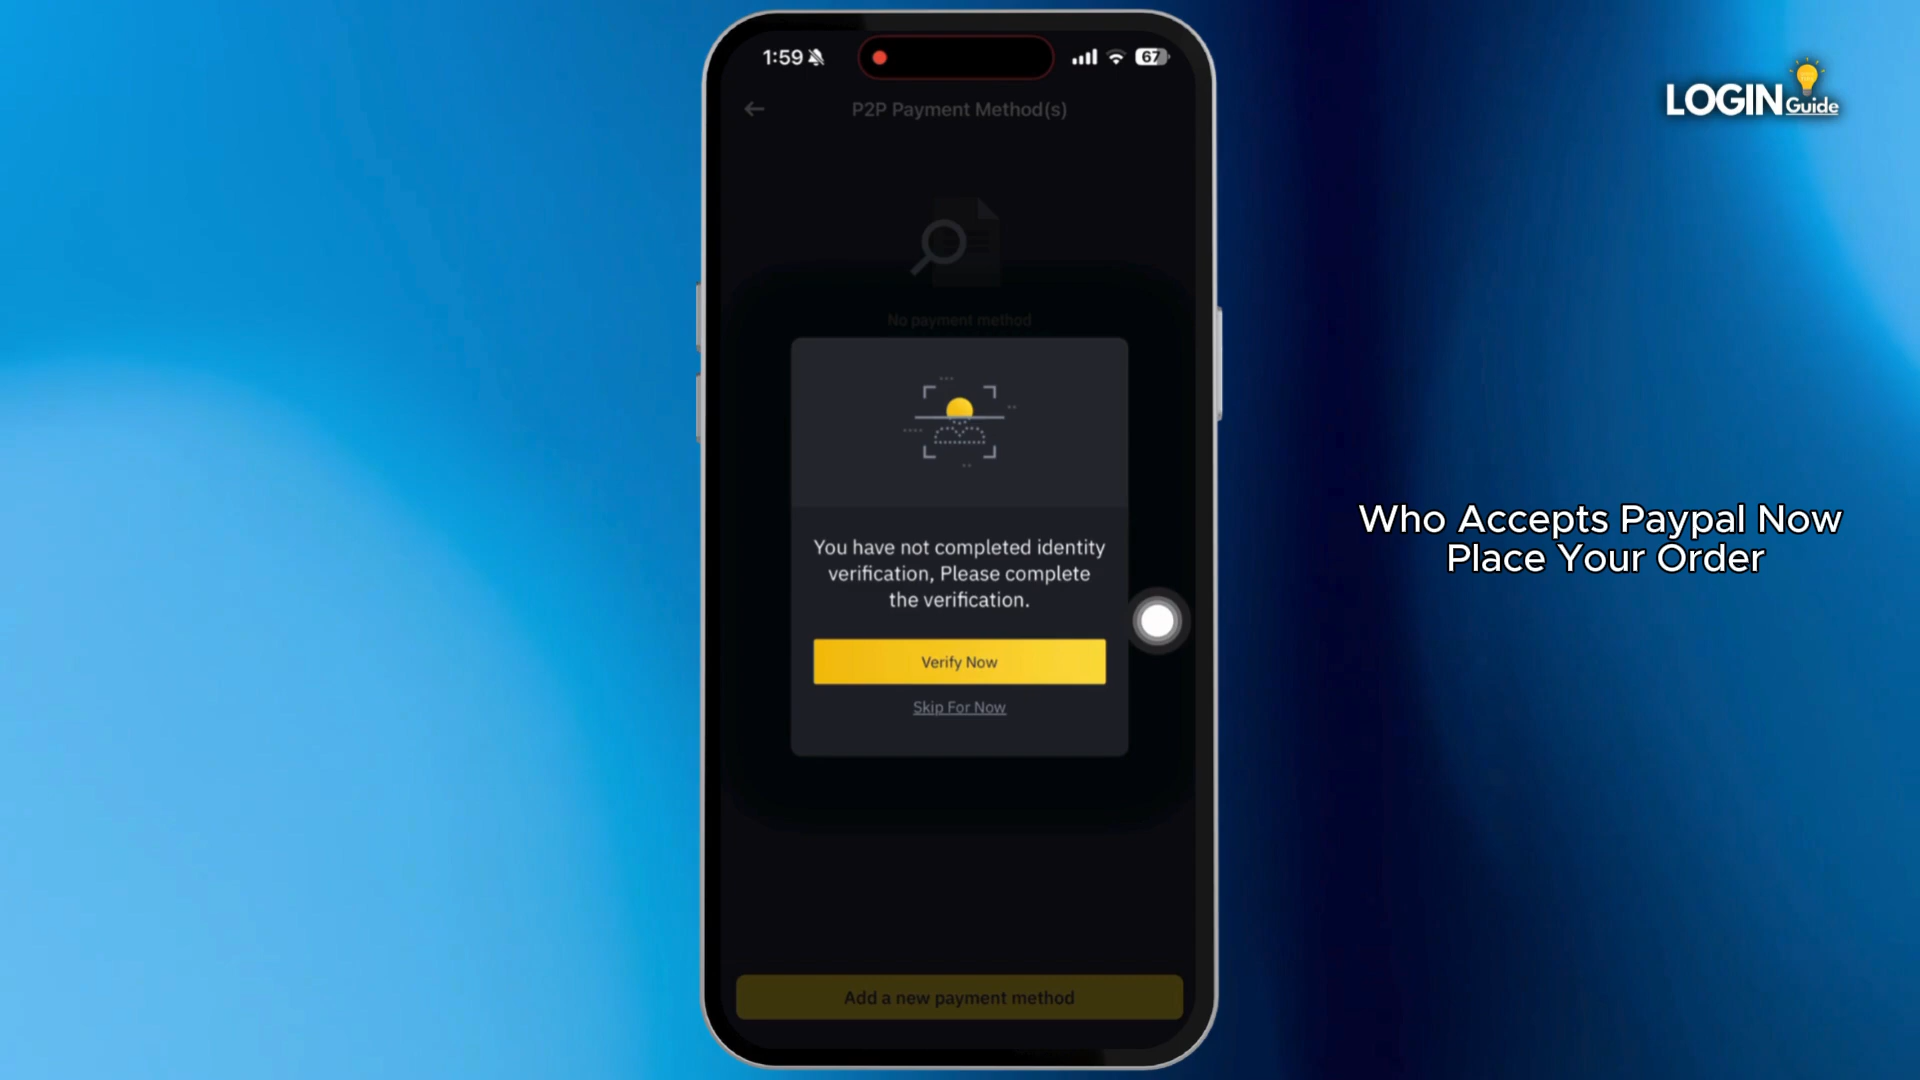 1:59
67
P2P Payment Method(s)
No payment method
You have not completed identity
verification, Please complete
the verification.
Verify Now
Skip For Now
Add a new payment method
LOGIN Guide
Who Accepts Paypal Now
Place Your Order